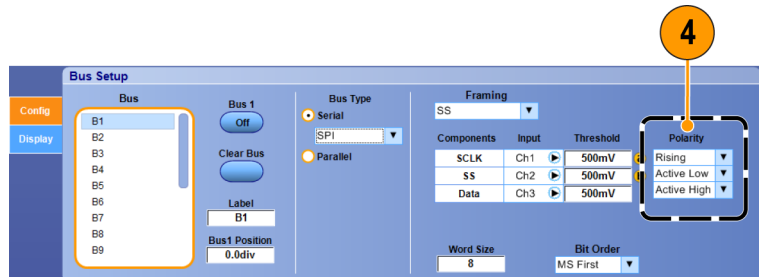 4
Bus Setup
Config
Display
Bus
B1
B2
B3
B4
B5
B6
B7
B8
B9
Bus 1
Off
Clear Bus
Label
B1
Bus1 Position
0.0div
Bus Type
Serial
SPI
Parallel
Framing
SS
Components Input Threshold Polarity
SCLK Ch1 500mV Rising
SS Ch2 500mV Active Low
Data Ch3 500mV Active High
Word Size
8
Bit Order
MS First